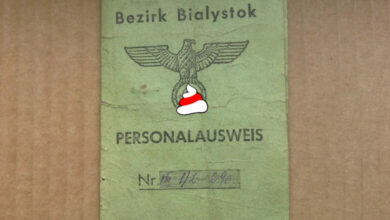 Bezirk Bialystok
PERSONALAUSWEIS
Nr.